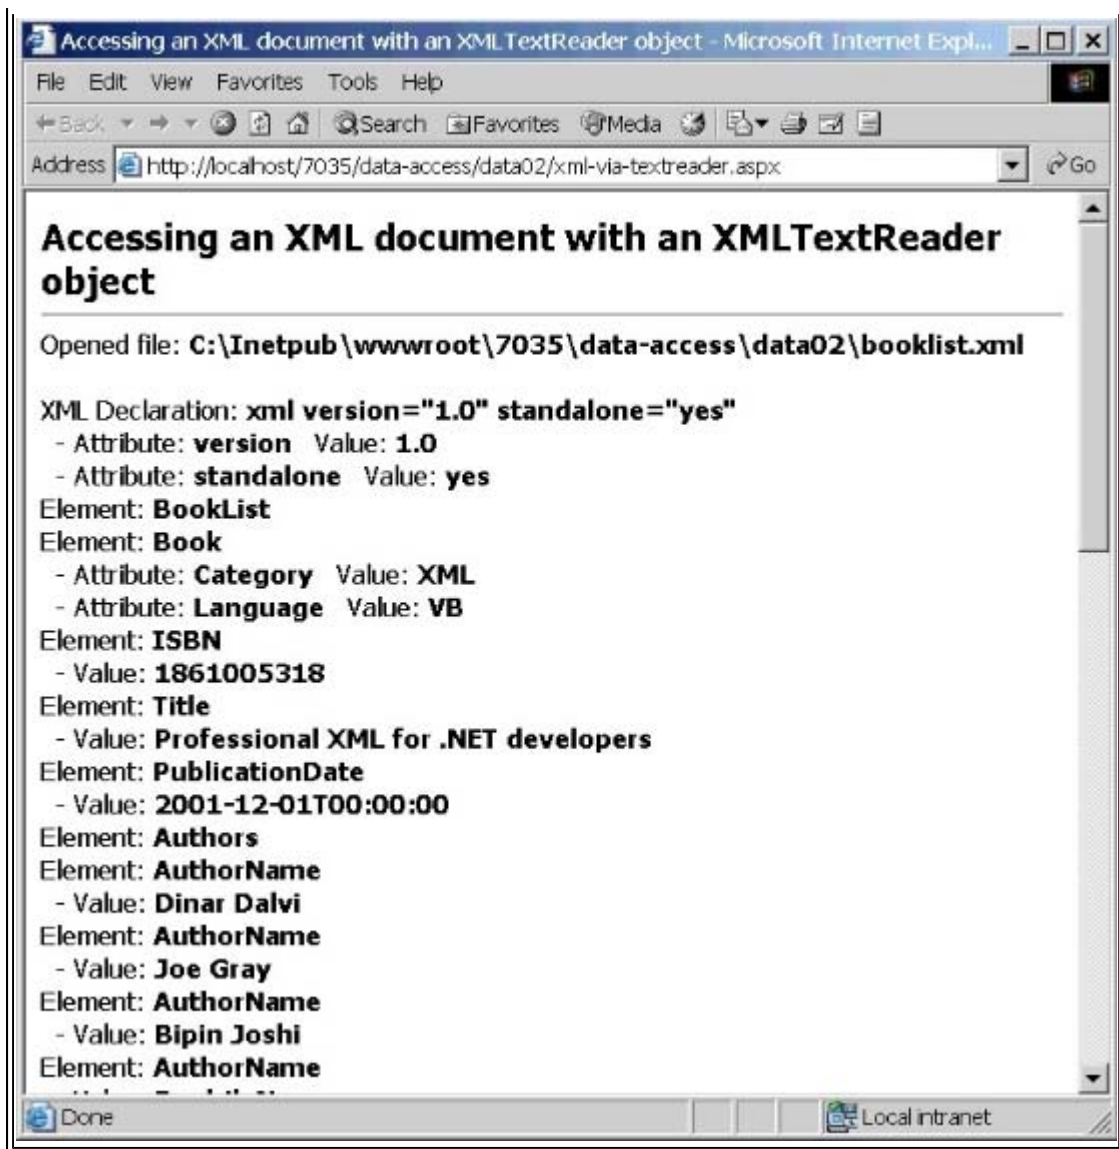 Accessing an XML document with an XMLTextReader object - Microsoft Internet Expl...
File Edit View Favorites Tools Help
Back Search Favorites Media
Address http://localhost/7035/data-access/data02/xml-via-textreader.aspx Go
Accessing an XML document with an XMLTextReader
object
Opened file: C:\Inetpub\wwwroot\7035\data-access\data02\booklist.xml
XML Declaration: xml version="1.0" standalone="yes"
- Attribute: version Value: 1.0
- Attribute: standalone Value: yes
Element: BookList
Element: Book
- Attribute: Category Value: XML
- Attribute: Language Value: VB
Element: ISBN
- Value: 1861005318
Element: Title
- Value: Professional XML for .NET developers
Element: PublicationDate
- Value: 2001-12-01T00:00:00
Element: Authors
Element: AuthorName
- Value: Dinar Dalvi
Element: AuthorName
- Value: Joe Gray
Element: AuthorName
- Value: Bipin Joshi
Element: AuthorName
Done Local intranet